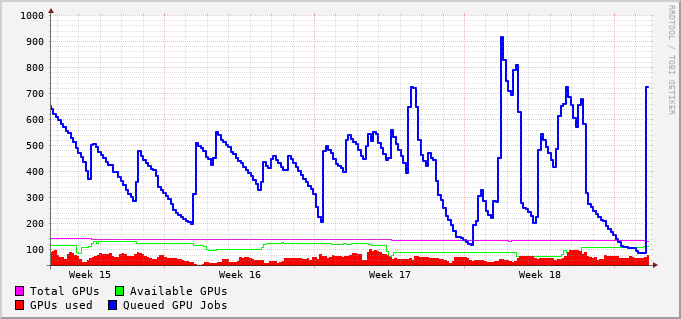 1000
900
800
700
600
500
400
300
200
100
Week 15 Week 16 Week 17 Week 18
Total GPUs Available GPUs
GPUs used Queued GPU Jobs
RRDTOOL / TOBI OETIKER